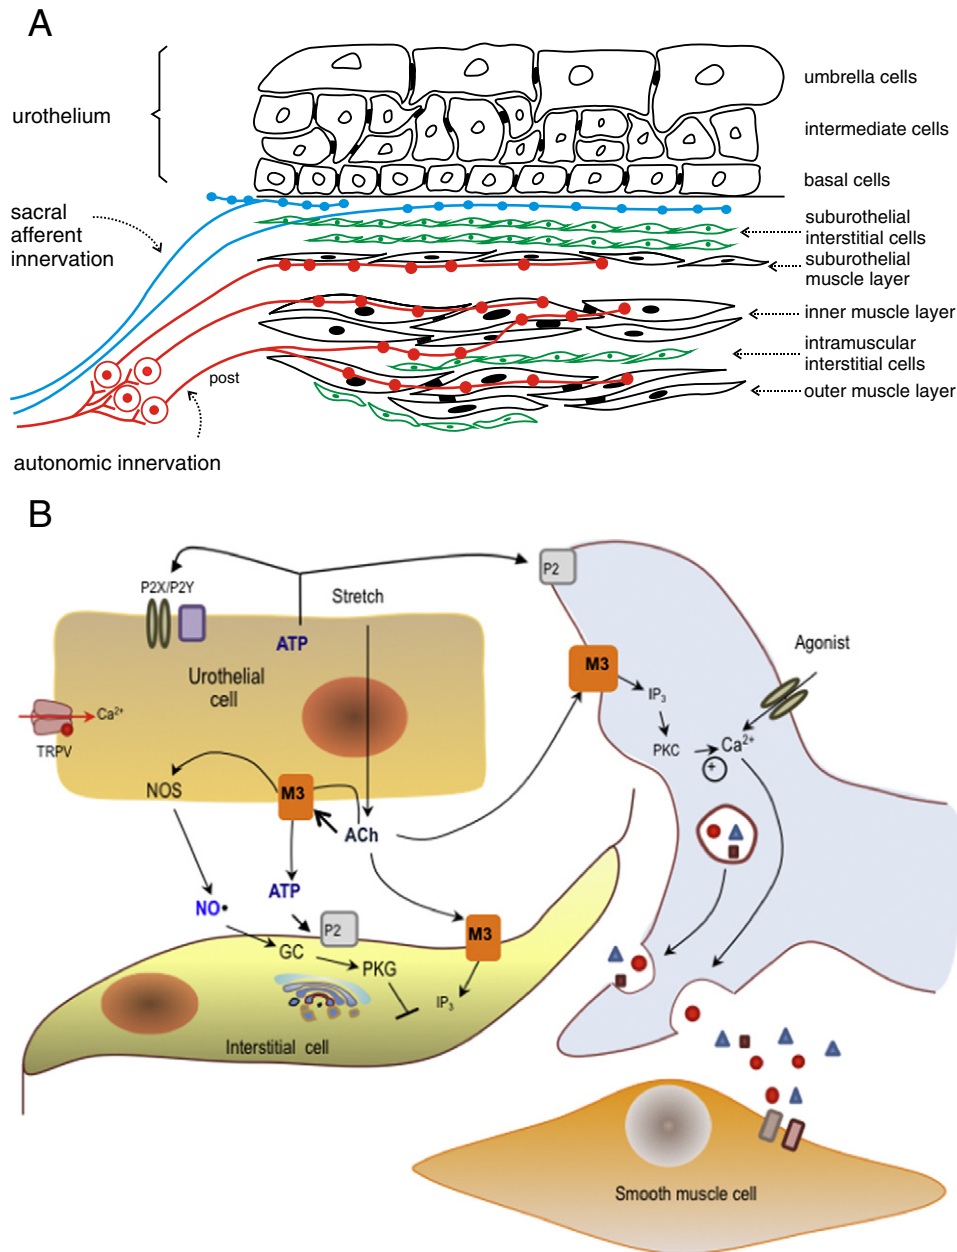 A
urothelium
umbrella cells
intermediate cells
basal cells
sacral
afferent
innervation
suburothelial
interstitial cells
suburothelial
muscle layer
inner muscle layer
intramuscular
interstitial cells
outer muscle layer
post
autonomic innervation
B
P2X/P2Y
Stretch
P2
ATP
Agonist
Urothelial
cell
M3
IP₃
Ca²⁺
TRPV
PKC
Ca²⁺
+
NOS
M3
ACh
ATP
NO•
P2
M3
GC
PKG
IP₃
Interstitial cell
Smooth muscle cell